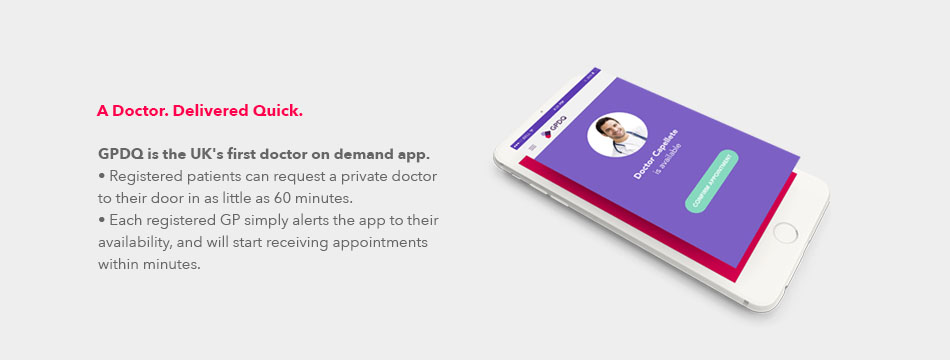 A Doctor. Delivered Quick.
GPDQ is the UK's first doctor on demand app.
• Registered patients can request a private doctor
to their door in as little as 60 minutes.
• Each registered GP simply alerts the app to their
availability, and will start receiving appointments
within minutes.
GPDQ
Doctor Capellete
is available
CONFIRM APPOINTMENT